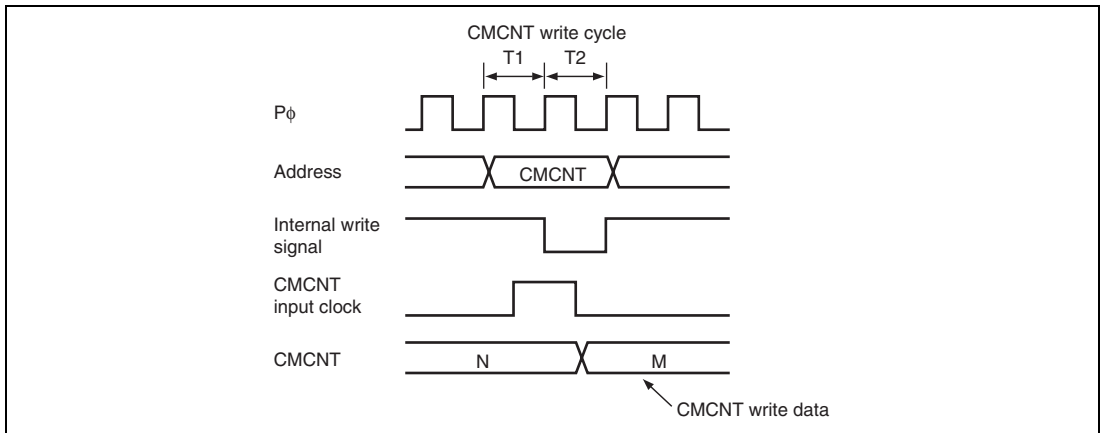 CMCNT write cycle
T1 T2
Pϕ
Address
CMCNT
Internal write
signal
CMCNT
input clock
CMCNT
N M
CMCNT write data